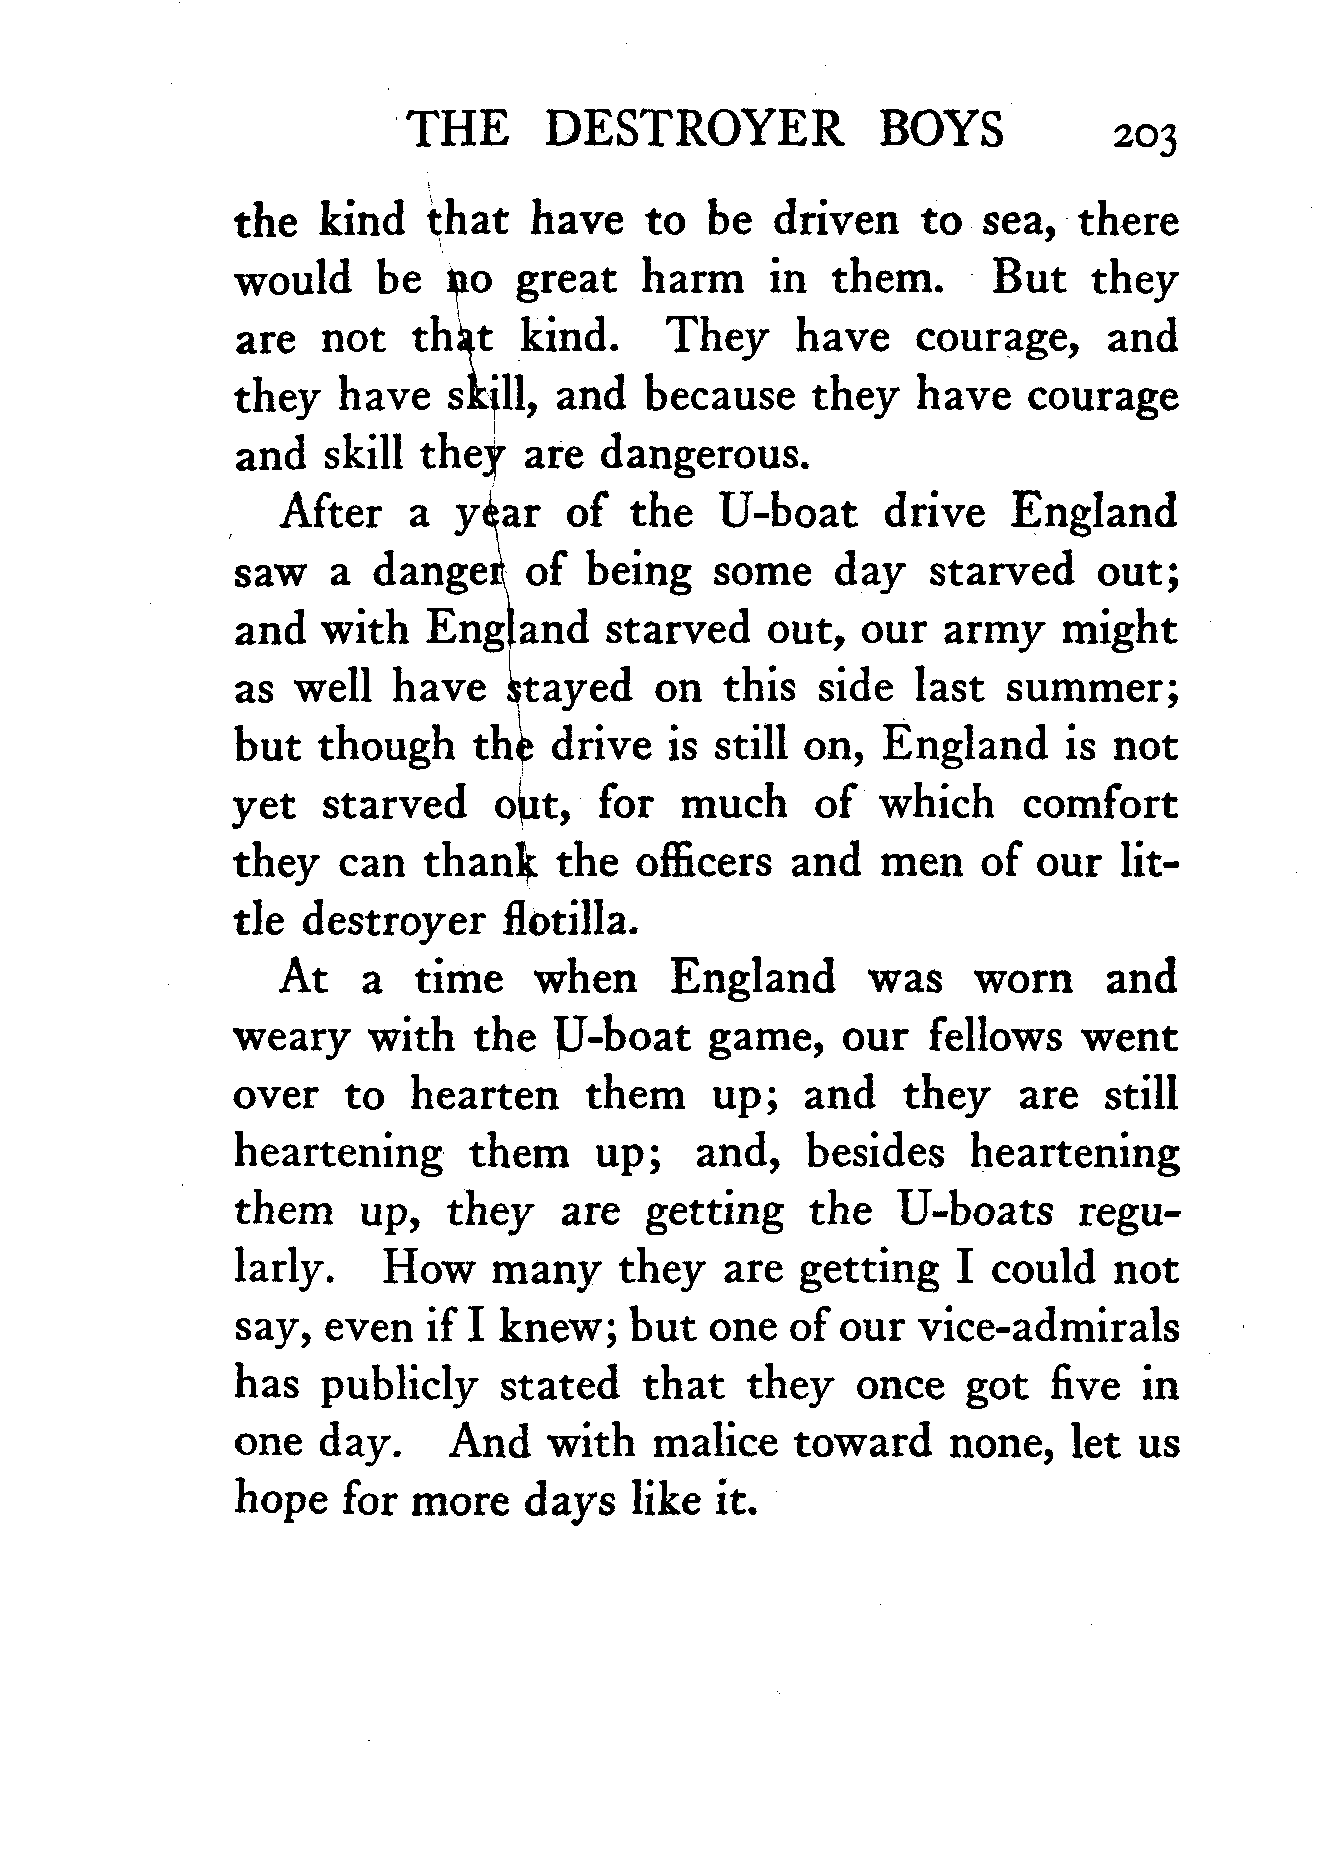 THE DESTROYER BOYS 203
the kind that have to be driven to sea, there
would be no great harm in them. But they
are not that kind. They have courage, and
they have skill, and because they have courage
and skill they are dangerous.
After a year of the U-boat drive England
saw a danger of being some day starved out;
and with England starved out, our army might
as well have stayed on this side last summer;
but though the drive is still on, England is not
yet starved out, for much of which comfort
they can thank the officers and men of our lit-
tle destroyer flotilla.
At a time when England was worn and
weary with the U-boat game, our fellows went
over to hearten them up; and they are still
heartening them up; and, besides heartening
them up, they are getting the U-boats regu-
larly. How many they are getting I could not
say, even if I knew; but one of our vice-admirals
has publicly stated that they once got five in
one day. And with malice toward none, let us
hope for more days like it.